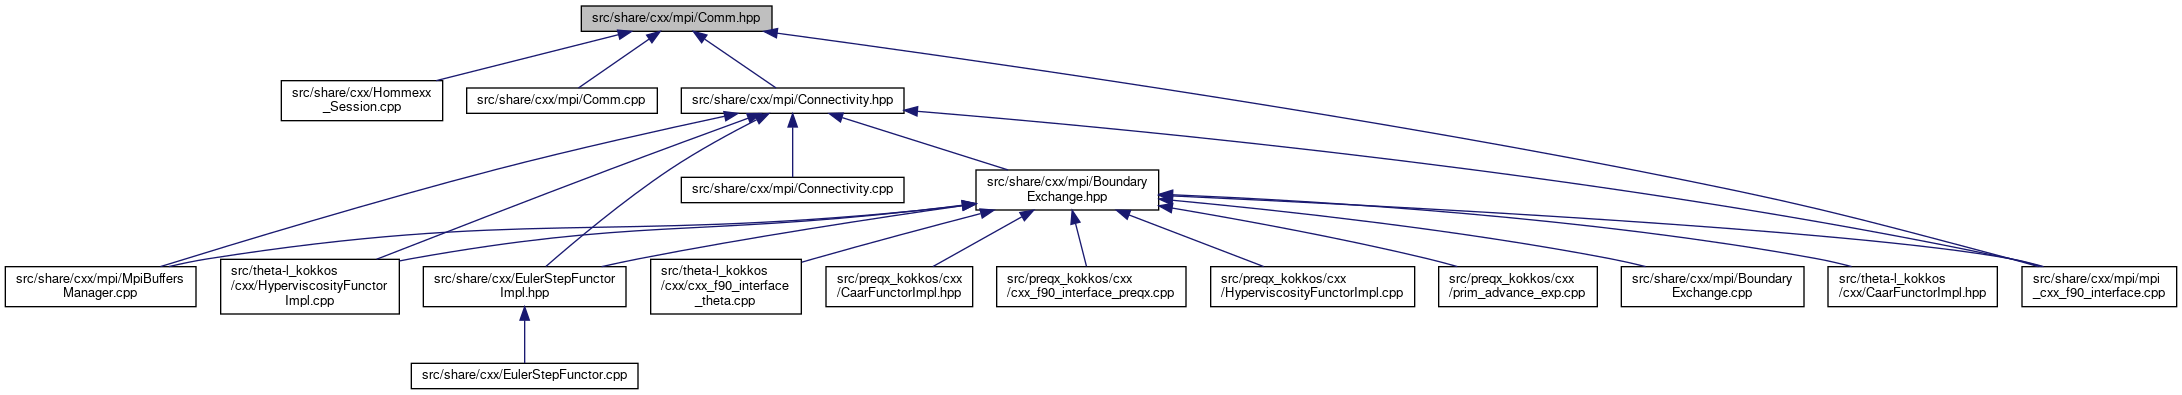 src/share/cxx/mpi/Comm.hpp
src/share/cxx/Hommexx
_Session.cpp
src/share/cxx/mpi/Comm.cpp
src/share/cxx/mpi/Connectivity.hpp
src/share/cxx/mpi/Connectivity.cpp
src/share/cxx/mpi/Boundary
Exchange.hpp
src/share/cxx/mpi/MpiBuffers
Manager.cpp
src/theta-l_kokkos
/cxx/HyperviscosityFunctor
Impl.cpp
src/share/cxx/EulerStepFunctor
Impl.hpp
src/theta-l_kokkos
/cxx/cxx_f90_interface
_theta.cpp
src/preqx_kokkos/cxx
/CaarFunctorImpl.hpp
src/preqx_kokkos/cxx
/cxx_f90_interface_preqx.cpp
src/preqx_kokkos/cxx
/HyperviscosityFunctorImpl.cpp
src/preqx_kokkos/cxx
/prim_advance_exp.cpp
src/share/cxx/mpi/Boundary
Exchange.cpp
src/theta-l_kokkos
/cxx/CaarFunctorImpl.hpp
src/share/cxx/mpi/mpi
_cxx_f90_interface.cpp
src/share/cxx/EulerStepFunctor.cpp